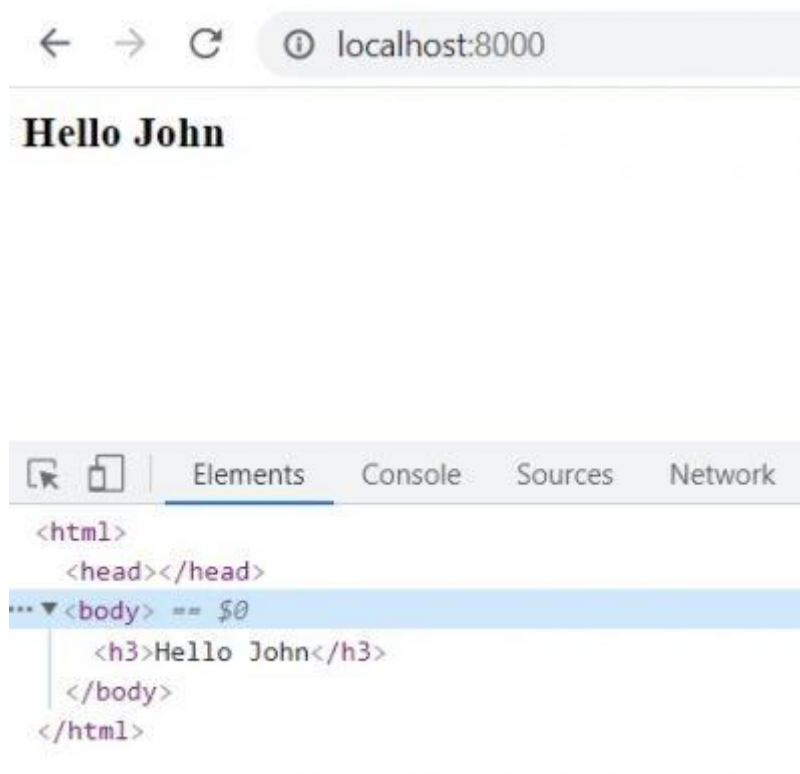 localhost:8000
Hello John
Elements Console Sources Network
<html>
<head></head>
<body> == $0
<h3>Hello John</h3>
</body>
</html>